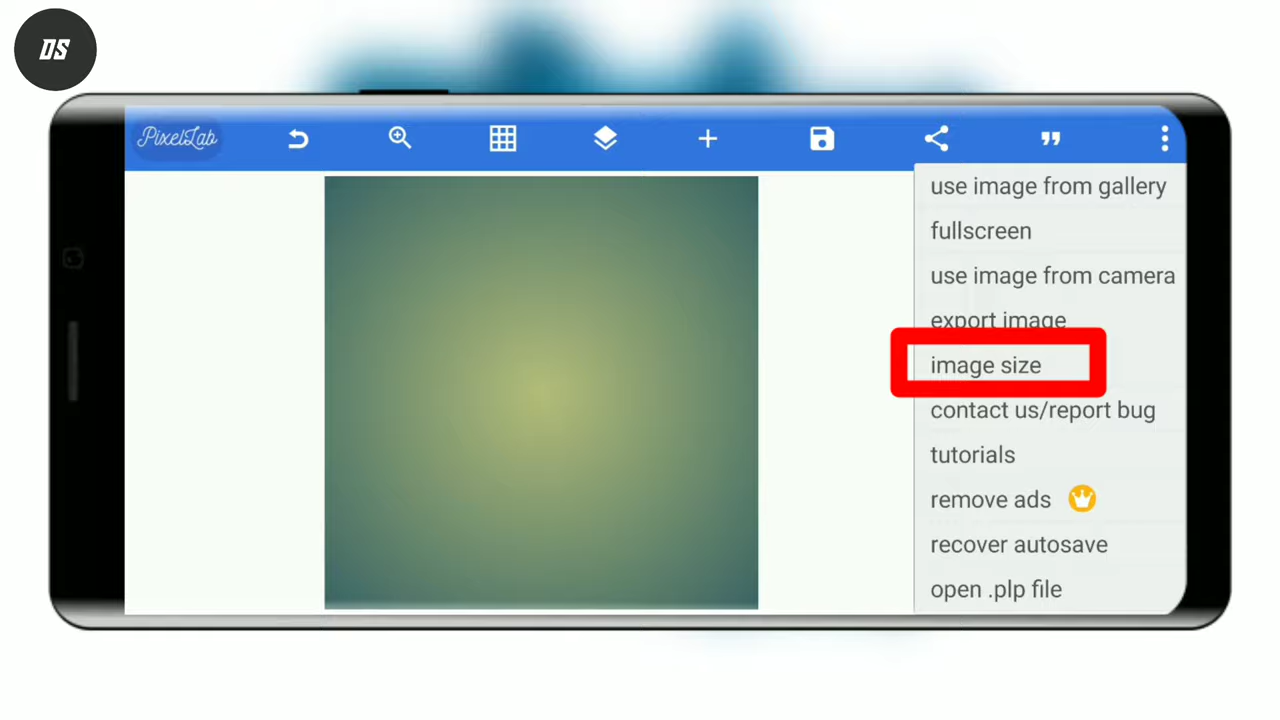 DS
PixelLab
use image from gallery
fullscreen
use image from camera
export image
image size
contact us/report bug
tutorials
remove ads
recover autosave
open .plp file